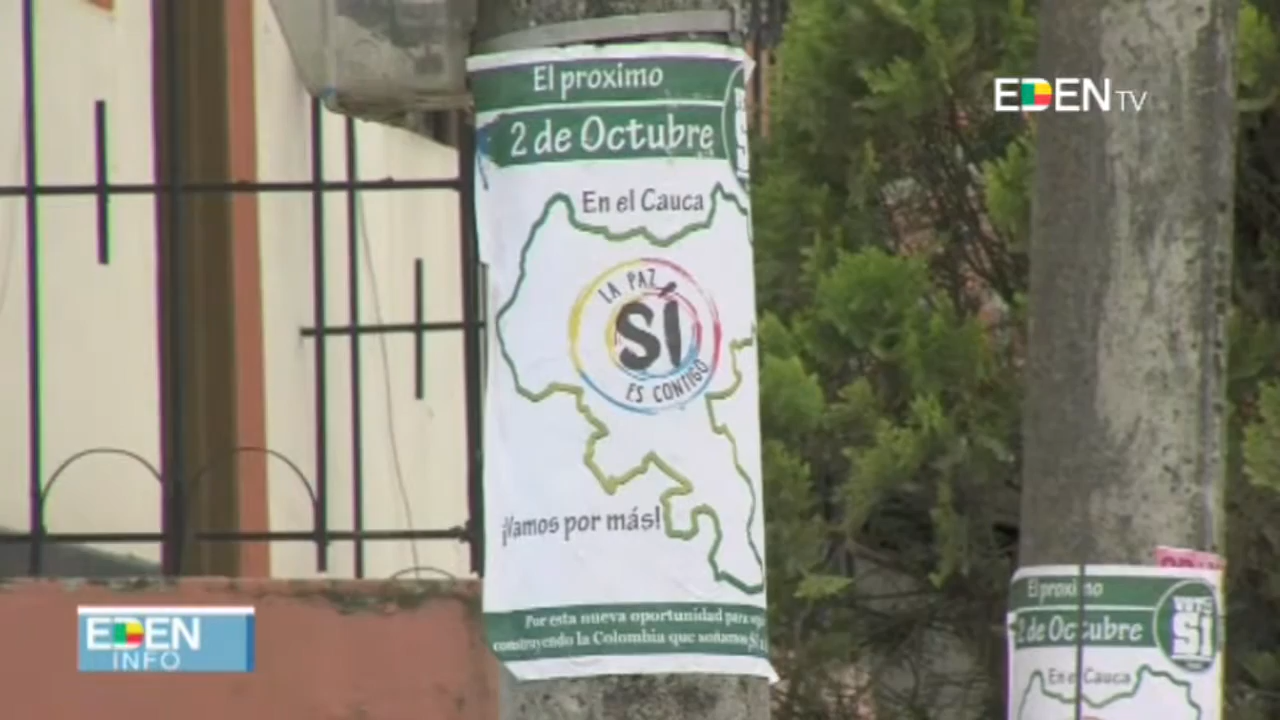 EDEN TV
El proximo
2 de Octubre
SÍ
En el Cauca
LA PAZ
SÍ
ES CONTIGO
¡Vamos por más!
Por esta nueva oportunidad para
construyendo la Colombia que soñamos
El proximo
2 de Octubre
SÍ
En el Cauca
EDEN
INFO